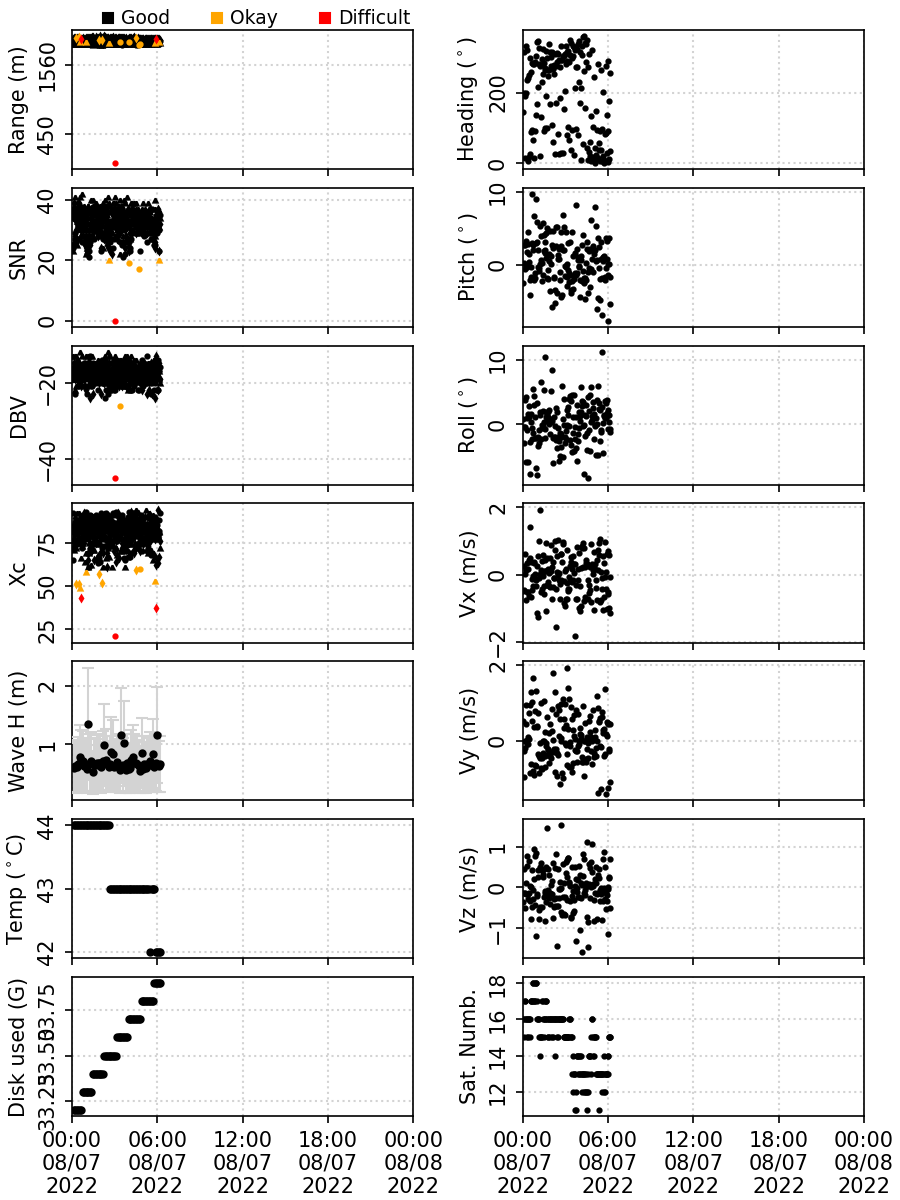 Good Okay Difficult
Range (m)
1560
450
Heading (°)
200
0
SNR
40
20
0
Pitch (°)
10
0
DBV
−20
−40
Roll (°)
10
0
Xc
75
50
25
Vx (m/s)
2
0
−2
Wave H (m)
2
1
Vy (m/s)
2
0
Temp (°C)
44
43
42
Vz (m/s)
1
0
−1
Disk used (G)
33.75
33.50
33.25
Sat. Numb.
18
16
14
12
00:00 06:00 12:00 18:00 00:00
08/07 08/07 08/07 08/07 08/08
2022 2022 2022 2022 2022
00:00 06:00 12:00 18:00 00:00
08/07 08/07 08/07 08/07 08/08
2022 2022 2022 2022 2022